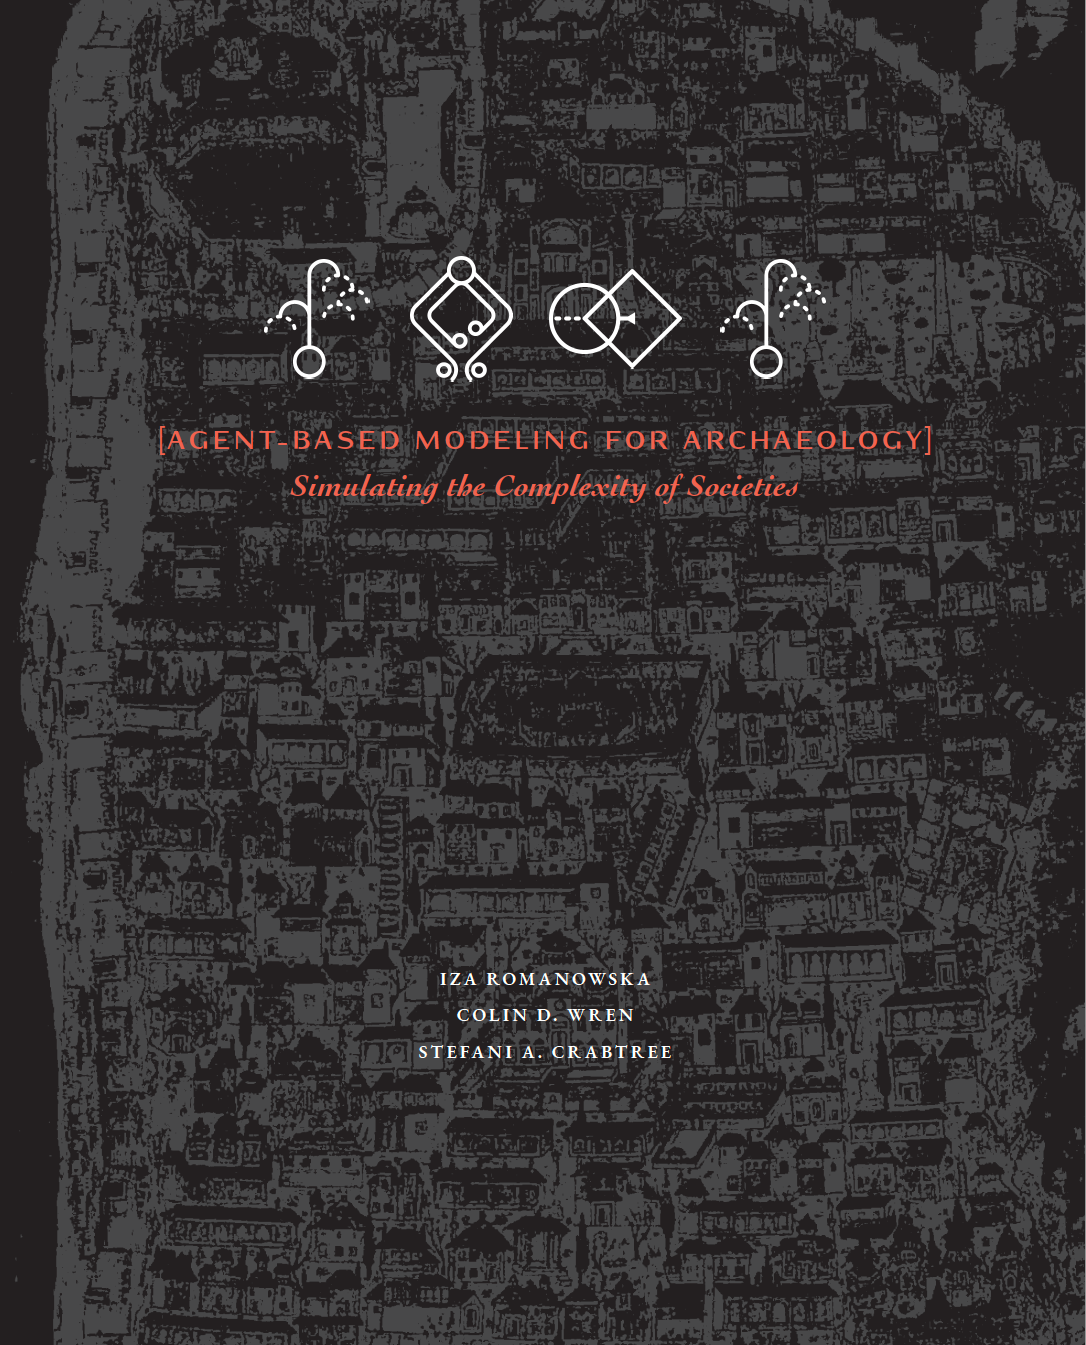 [AGENT-BASED MODELING FOR ARCHAEOLOGY]
Simulating the Complexity of Societies
IZA ROMANOWSKA
COLIN D. WREN
STEFANI A. CRABTREE